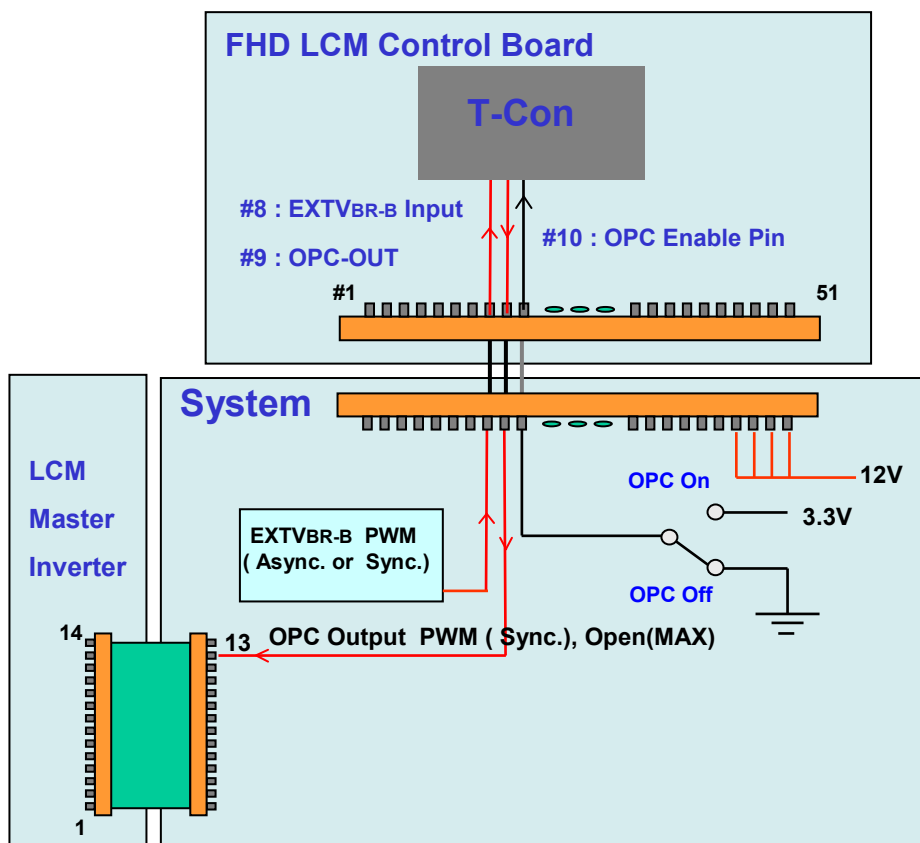 FHD LCM Control Board
T-Con
#8 : EXTVBR-B Input
#9 : OPC-OUT
#10 : OPC Enable Pin
#1
51
System
LCM
Master
Inverter
OPC On
12V
3.3V
EXTVBR-B PWM
( Async. or Sync.)
OPC Off
14
13
OPC Output PWM ( Sync.), Open(MAX)
1